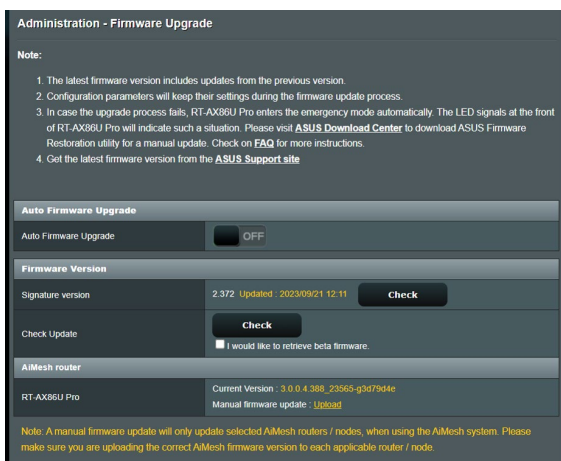 Administration - Firmware Upgrade
Note:
1. The latest firmware version includes updates from the previous version.
2. Configuration parameters will keep their settings during the firmware update process.
3. In case the upgrade process fails, RT-AX86U Pro enters the emergency mode automatically. The LED signals at the front
of RT-AX86U Pro will indicate such a situation. Please visit ASUS Download Center to download ASUS Firmware
Restoration utility for a manual update. Check on FAQ for more instructions.
4. Get the latest firmware version from the ASUS Support site
Auto Firmware Upgrade
Auto Firmware Upgrade OFF
Firmware Version
Signature version 2.372 Updated : 2023/09/21 12:11 Check
Check Update Check
I would like to retrieve beta firmware.
AiMesh router
RT-AX86U Pro Current Version : 3.0.0.4.388_23565-g3d79d4e
Manual firmware update : Upload
Note: A manual firmware update will only update selected AiMesh routers / nodes, when using the AiMesh system. Please
make sure you are uploading the correct AiMesh firmware version to each applicable router / node.